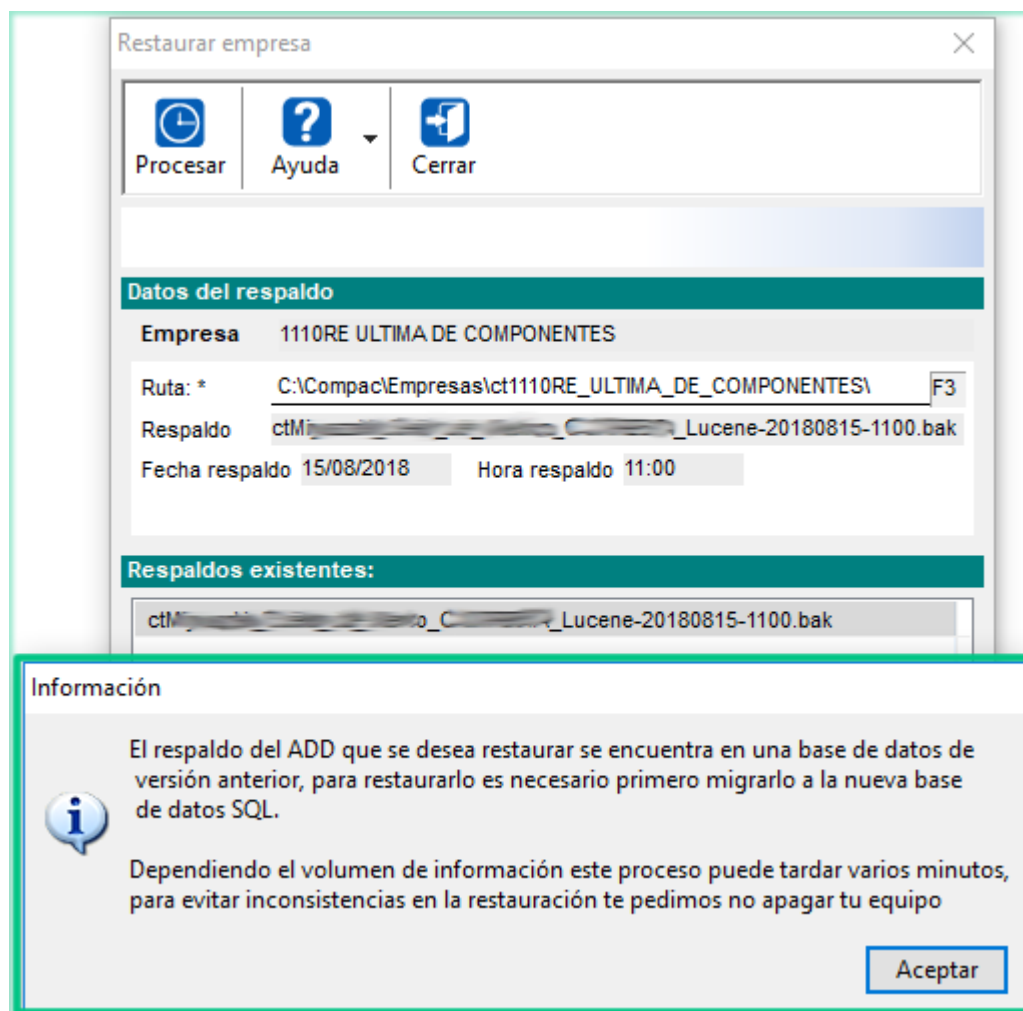 Restaurar empresa
Procesar
Ayuda
Cerrar
Datos del respaldo
Empresa 1110RE ULTIMA DE COMPONENTES
Ruta: * C:\Compac\Empresas\ct1110RE_ULTIMA_DE_COMPONENTES\ F3
Respaldo _Lucene-20180815-1100.bak
Fecha respaldo 15/08/2018 Hora respaldo 11:00
Respaldos existentes:
_Lucene-20180815-1100.bak
Información
El respaldo del ADD que se desea restaurar se encuentra en una base de datos de
versión anterior, para restaurarlo es necesario primero migrarlo a la nueva base
de datos SQL.
Dependiendo el volumen de información este proceso puede tardar varios minutos,
para evitar inconsistencias en la restauración te pedimos no apagar tu equipo
Aceptar